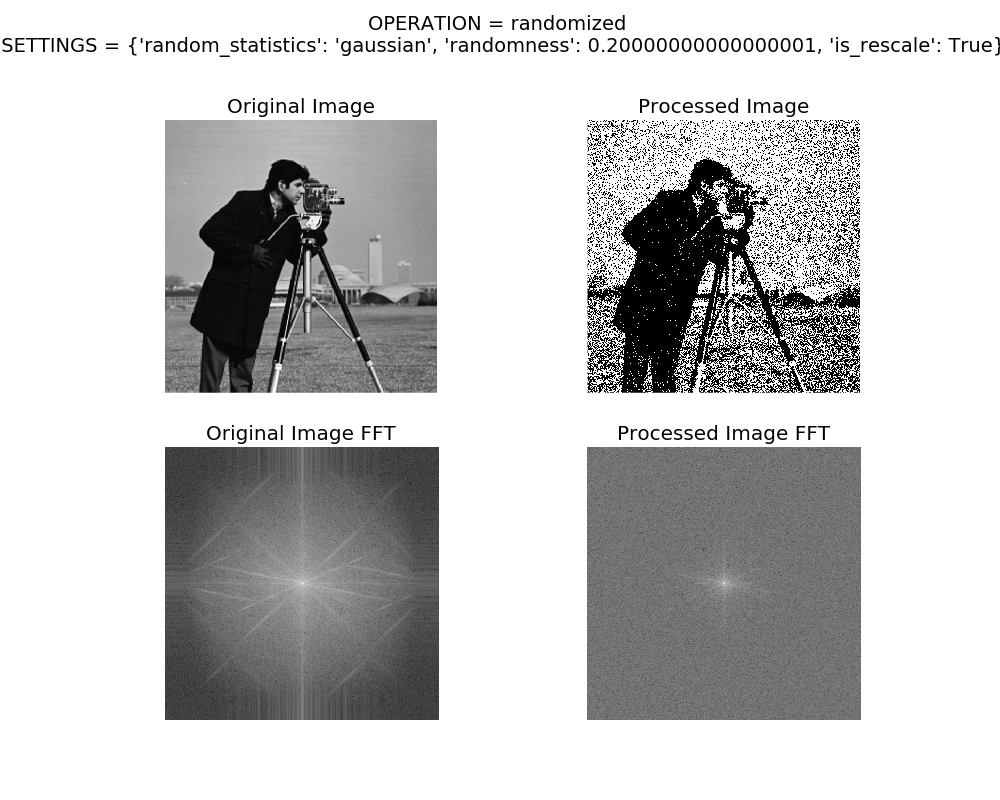 OPERATION = randomized
SETTINGS = {'random_statistics': 'gaussian', 'randomness': 0.20000000000000001, 'is_rescale': True}
Original Image
Processed Image
Original Image FFT
Processed Image FFT